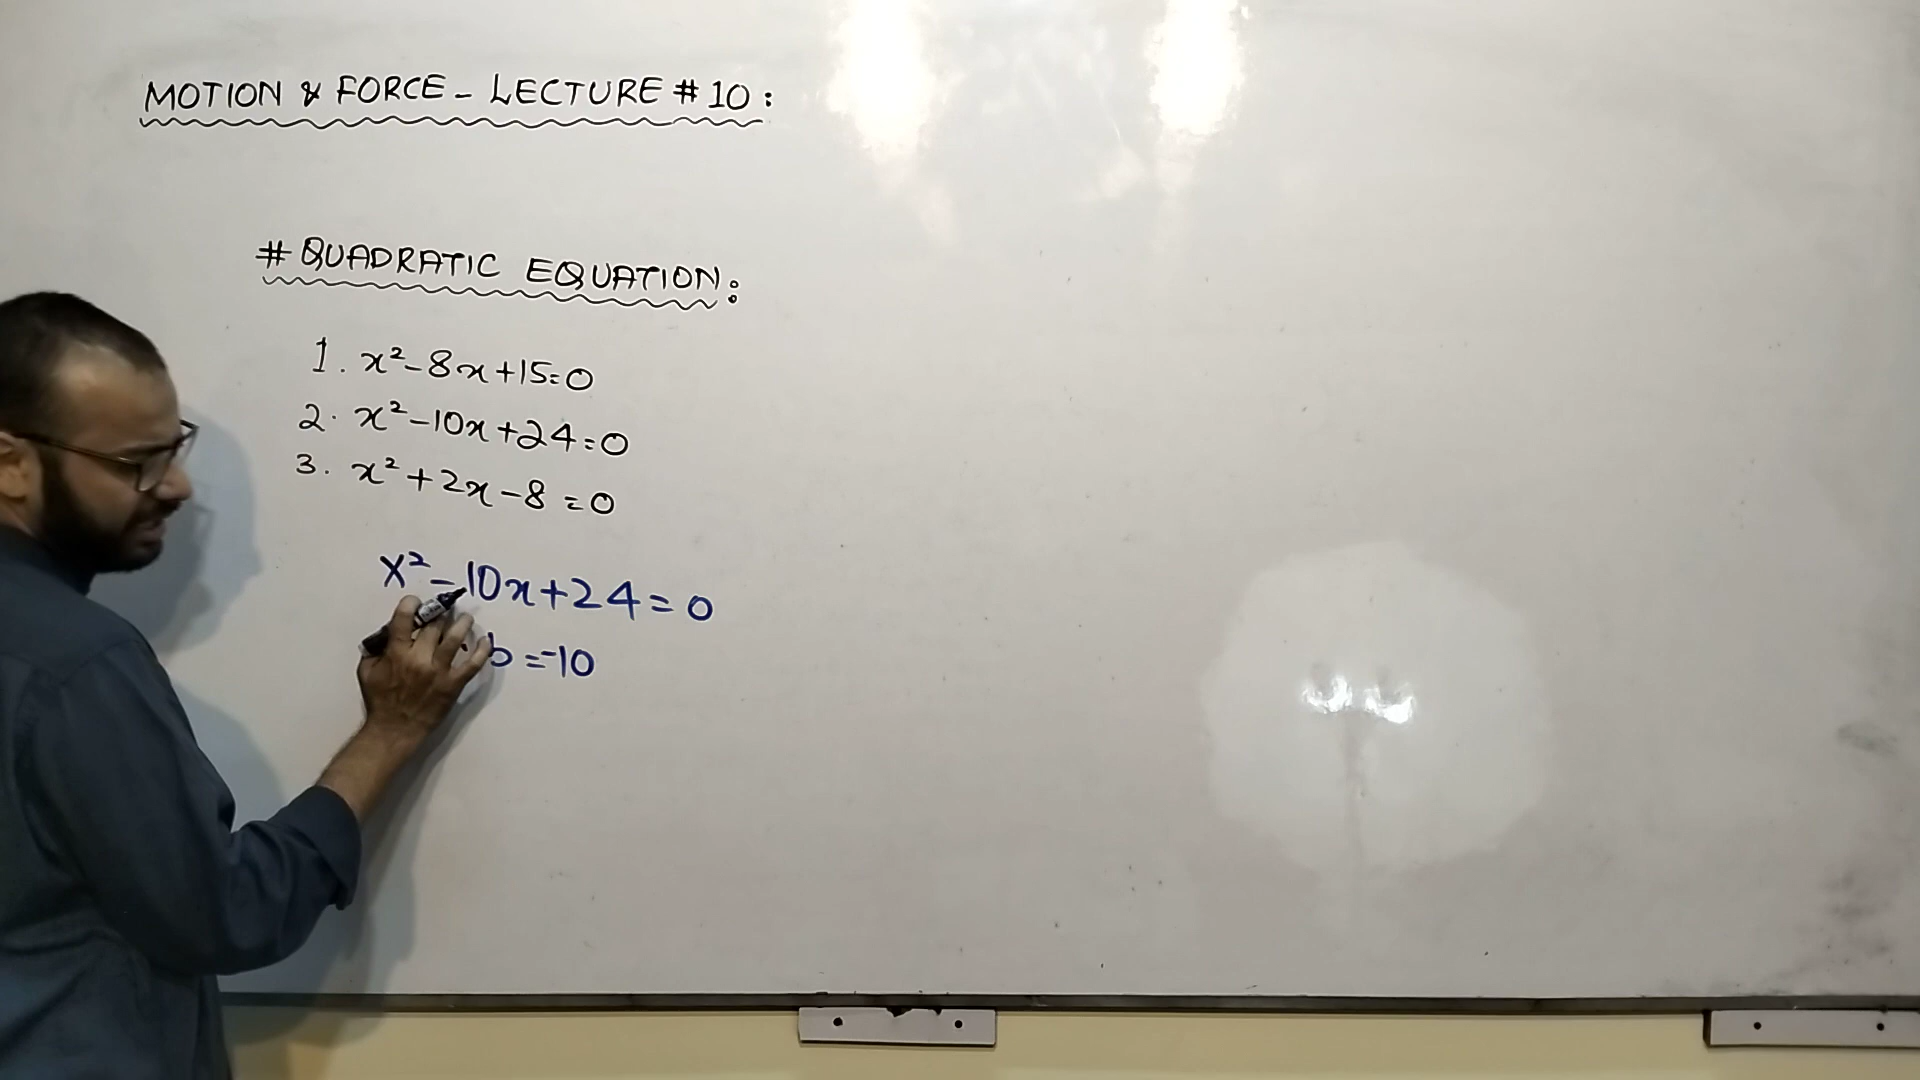 MOTION & FORCE - LECTURE # 10 :
# QUADRATIC EQUATION :
1. x² - 8x + 15 = 0
2. x² - 10x + 24 = 0
3. x² + 2x - 8 = 0
x² - 10x + 24 = 0
b = -10